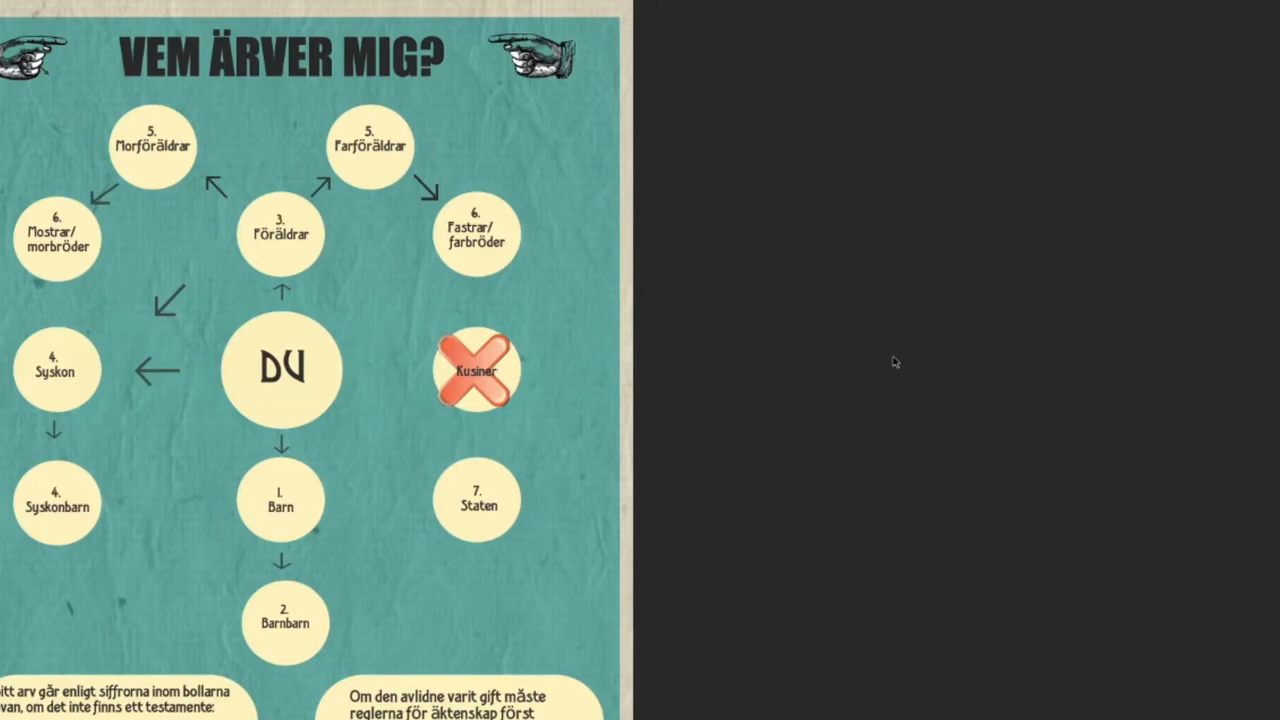 VEM ÄRVER MIG?
5.
Morföräldrar
5.
Farföräldrar
6.
Mostrar/
morbröder
3.
Föräldrar
6.
Fastrar/
farbröder
4.
Syskon
DU
Kusiner
4.
Syskonbarn
1.
Barn
7.
Staten
2.
Barnbarn
itt arv går enligt siffrorna inom bollarna
van, om det inte finns ett testamente:
Om den avlidne varit gift måste
reglerna för äktenskap först